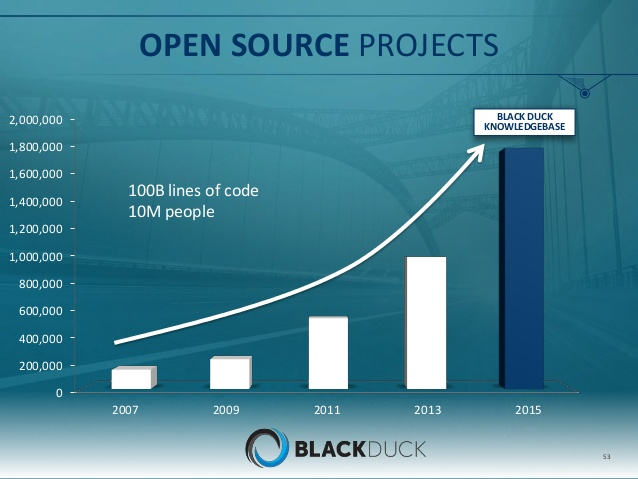 OPEN SOURCE PROJECTS
BLACK DUCK
KNOWLEDGEBASE
2,000,000
1,800,000
1,600,000
1,400,000
1,200,000
1,000,000
800,000
600,000
400,000
200,000
0
100B lines of code
10M people
2007 2009 2011 2013 2015
BLACKDUCK
53